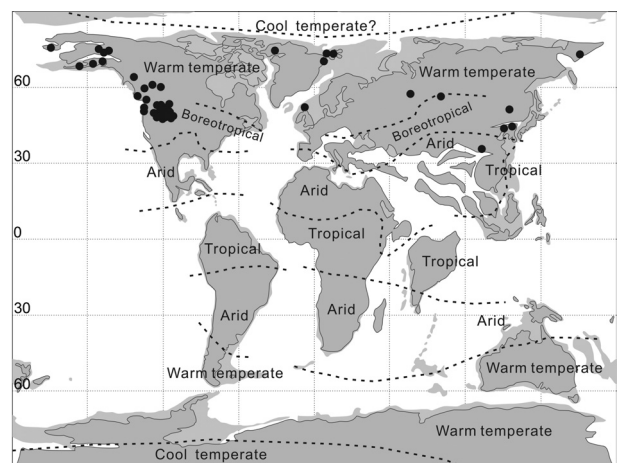 Cool temperate?
Warm temperate
Warm temperate
60
Boreotropical
Boreotropical
Arid
30
Arid
Tropical
Arid
Tropical
0
Tropical
Tropical
Arid
30
Arid
Arid
Warm temperate
Warm temperate
60
Warm temperate
Cool temperate